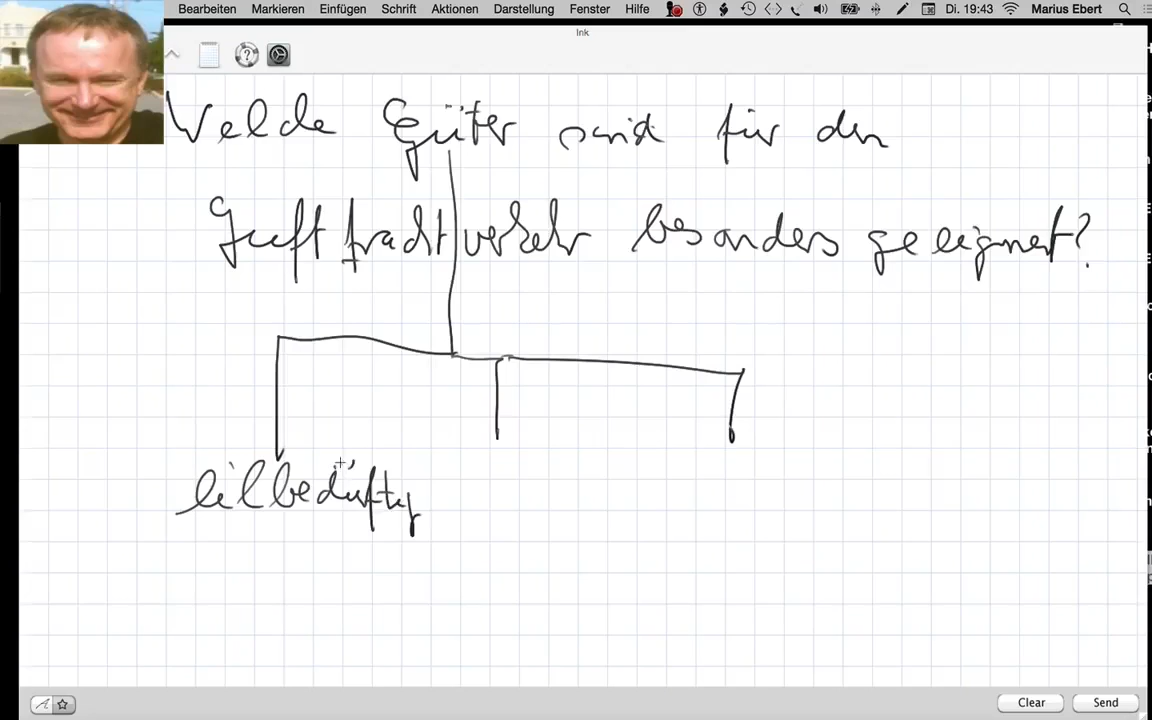 Bearbeiten Markieren Einfügen Schrift Aktionen Darstellung Fenster Hilfe Di. 19:43 Marius Ebert
Ink
Welche Güter sind für den
Luftfrachtverkehr besonders geeignet?
eilbedüftig
Clear Send